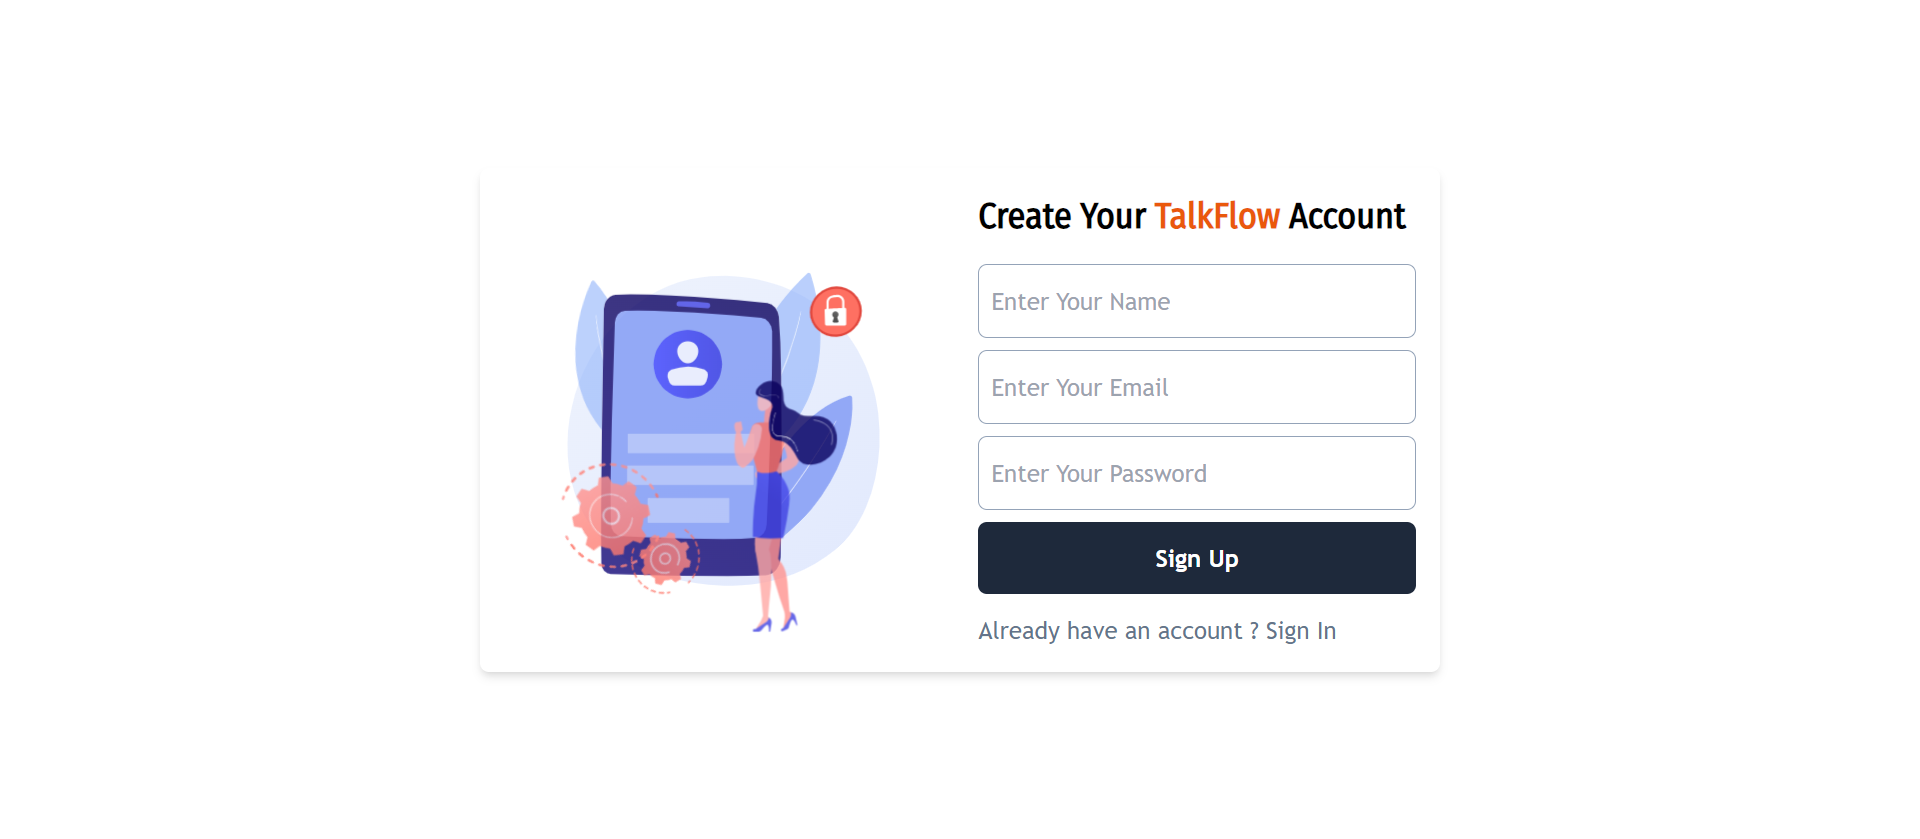 Create Your TalkFlow Account
Enter Your Name
Enter Your Email
Enter Your Password
Sign Up
Already have an account ? Sign In